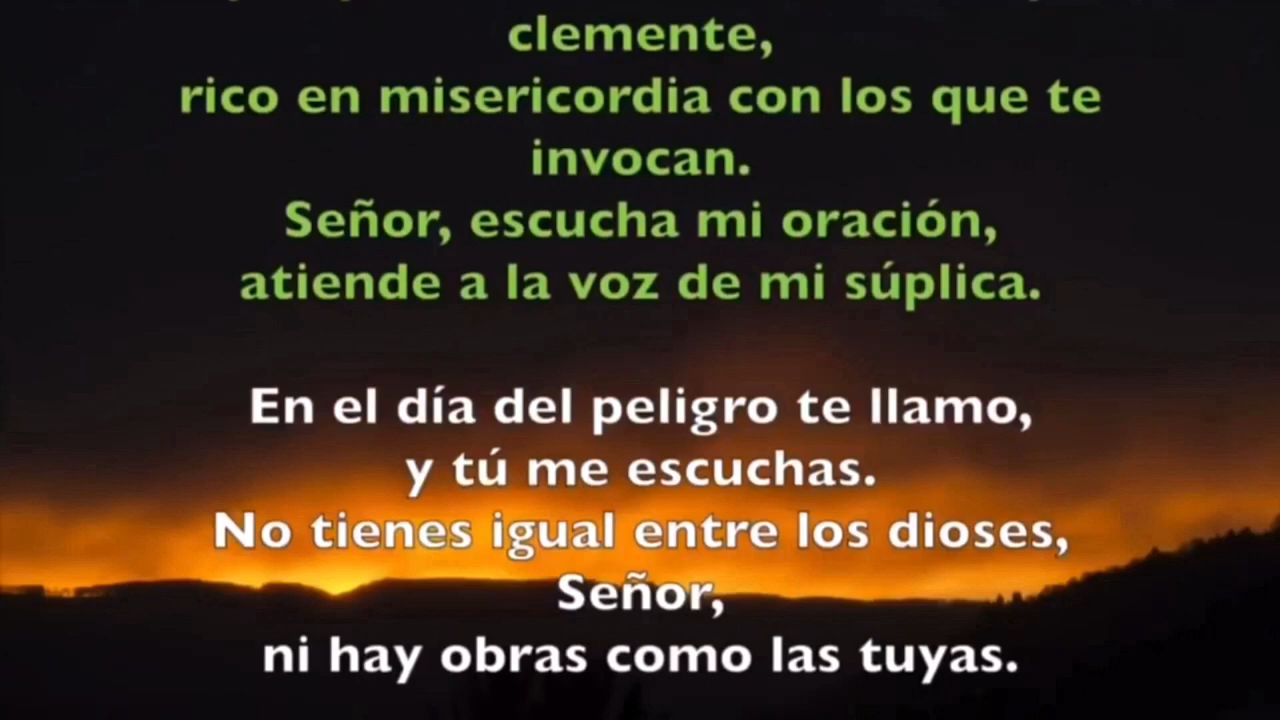 clemente,
rico en misericordia con los que te
invocan.
Señor, escucha mi oración,
atiende a la voz de mi súplica.
En el día del peligro te llamo,
y tú me escuchas.
No tienes igual entre los dioses,
Señor,
ni hay obras como las tuyas.